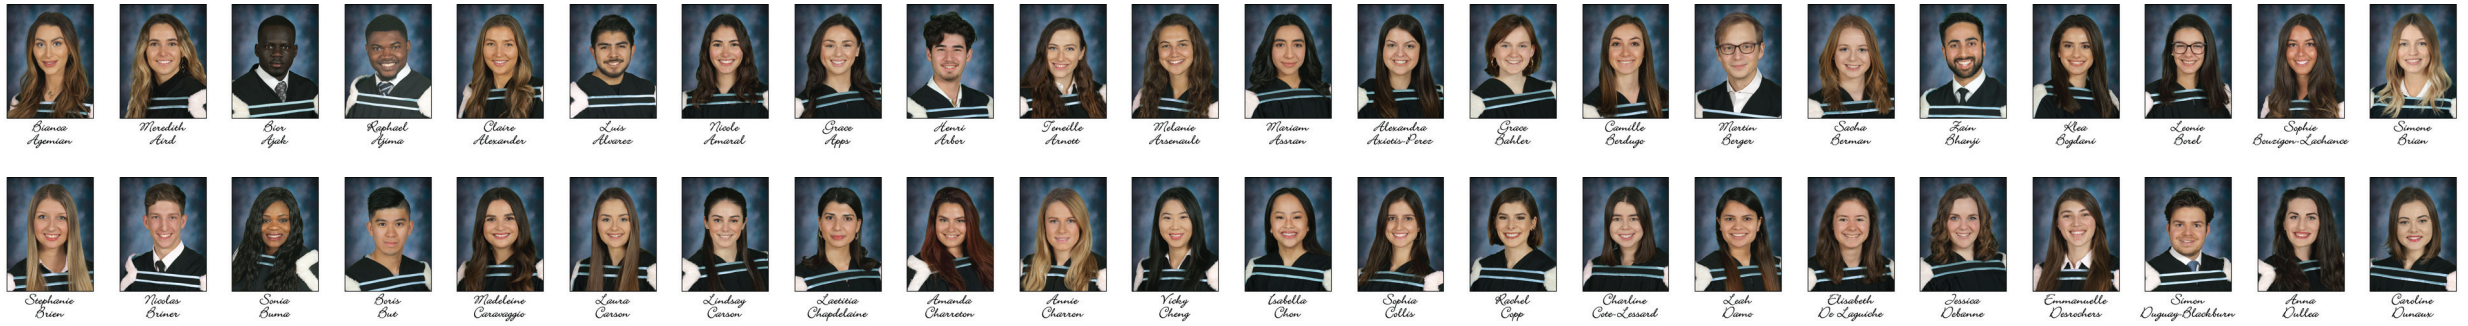 Bianca
Agemian
Meredith
Aird
Bior
Ajak
Raphael
Ajima
Claire
Alexander
Luis
Alvarez
Nicole
Amaral
Grace
Apps
Henri
Arbor
Teneille
Arnott
Melanie
Arsenault
Mariam
Assran
Alexandra
Axiotis-Perez
Grace
Bahler
Camille
Berdugo
Martin
Berger
Sacha
Berman
Zain
Bhanji
Klea
Bogdani
Leonie
Borel
Sophie
Bouzigon-Lachance
Simone
Brian
Stephanie
Brien
Nicolas
Briner
Sonia
Buma
Boris
But
Madeleine
Caravaggio
Laura
Carson
Lindsay
Carson
Laetitia
Chapdelaine
Amanda
Charreton
Annie
Charron
Vicky
Cheng
Isabella
Chon
Sophia
Collis
Rachel
Copp
Charline
Cote-Lessard
Leah
Damo
Elisabeth
De Laguiche
Jessica
Debanne
Emmanuelle
Desrochers
Simon
Duguay-Blackburn
Anna
Dullea
Caroline
Dunaux